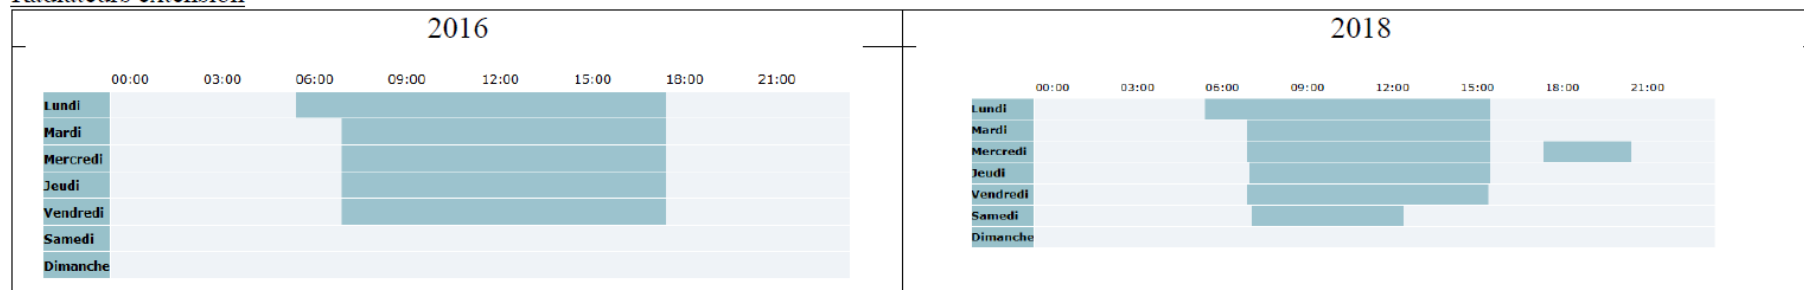 Radiateurs extension
2016
00:00 03:00 06:00 09:00 12:00 15:00 18:00 21:00
Lundi
Mardi
Mercredi
Jeudi
Vendredi
Samedi
Dimanche
2018
00:00 03:00 06:00 09:00 12:00 15:00 18:00 21:00
Lundi
Mardi
Mercredi
Jeudi
Vendredi
Samedi
Dimanche